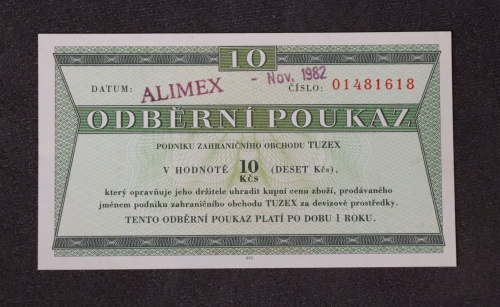 10
DATUM: ALIMEX - Nov. 1982 ČÍSLO: 01481618
ODBĚRNÍ POUKAZ
PODNIKU ZAHRANIČNÍHO OBCHODU TUZEX
V HODNOTĚ 10 KČS (DESET Kčs),
který opravňuje jeho držitele uhradit kupní cenu zboží, prodávaného
jménem podniku zahraničního obchodu TUZEX za devizové prostředky.
TENTO ODBĚRNÍ POUKAZ PLATÍ PO DOBU 1 ROKU.